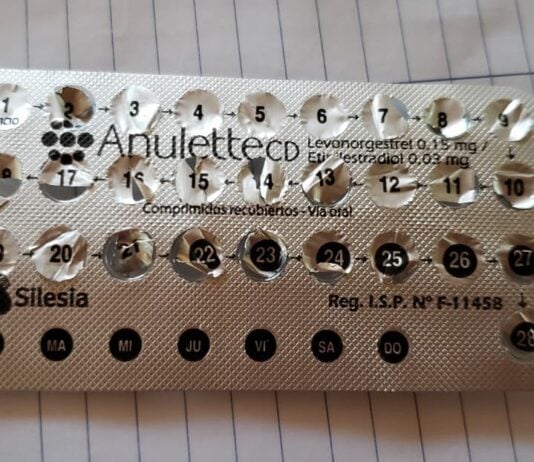 1 → 2 → 3 → 4 → 5 → 6 → 7 → 8 → 9
CIO
Anulette CD
Levonorgestrel 0,15 mg /
Etinilestradiol 0,03 mg
17 16 15 14 13 12 11 10
Comprimidos recubiertos - Vía oral
20 21 22 23 24 25 26 27
Silesia
Reg. I.S.P. N° F-11458 ↓
28
MA MI JU VI SA DO